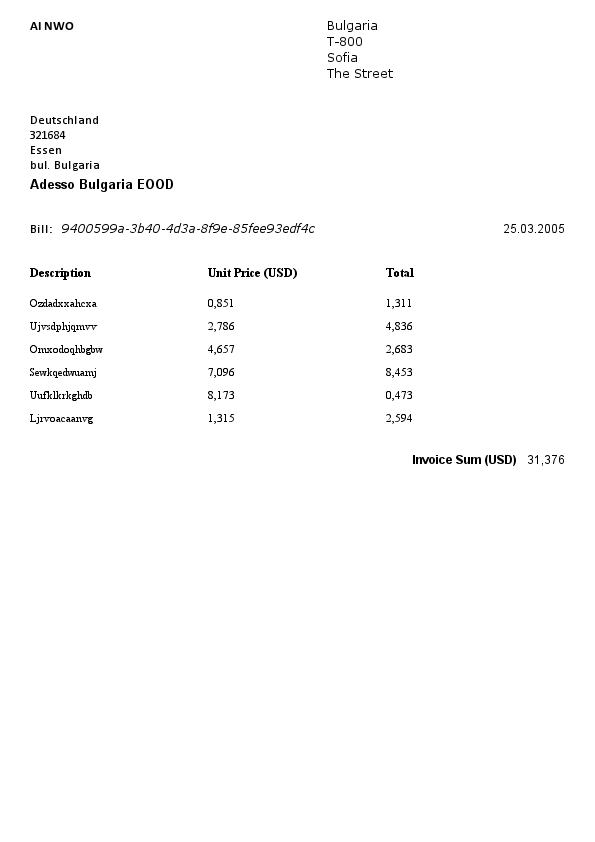 AI NWO
Bulgaria
T-800
Sofia
The Street
Deutschland
321684
Essen
bul. Bulgaria
Adesso Bulgaria EOOD
Bill: 9400599a-3b40-4d3a-8f9e-85fee93edf4c 25.03.2005
Description Unit Price (USD) Total
Ozdadxxahcxa 0,851 1,311
Ujvsdphjqmvv 2,786 4,836
Omxodoqhbgbw 4,657 2,683
Sewkqedwuamj 7,096 8,453
Uufklkrkghdb 8,173 0,473
Ljrvoacaanvg 1,315 2,594
Invoice Sum (USD) 31,376